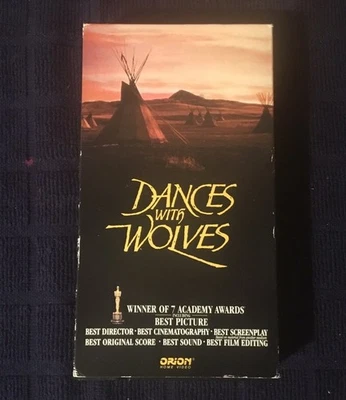 DANCES
WITH
WOLVES
WINNER OF 7 ACADEMY AWARDS
INCLUDING
BEST PICTURE
BEST DIRECTOR · BEST CINEMATOGRAPHY · BEST SCREENPLAY
BEST ORIGINAL SCORE · BEST SOUND · BEST FILM EDITING
ORION
HOME VIDEO